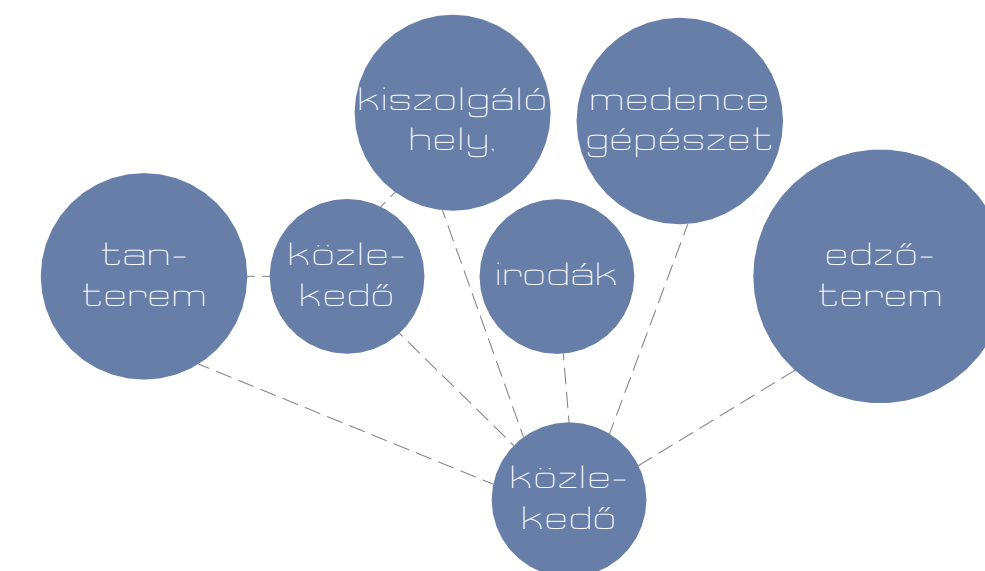 kiszolgáló
hely.
medence
gépészet
tan-
terem
közle-
kedő
irodák
edző-
terem
közle-
kedő